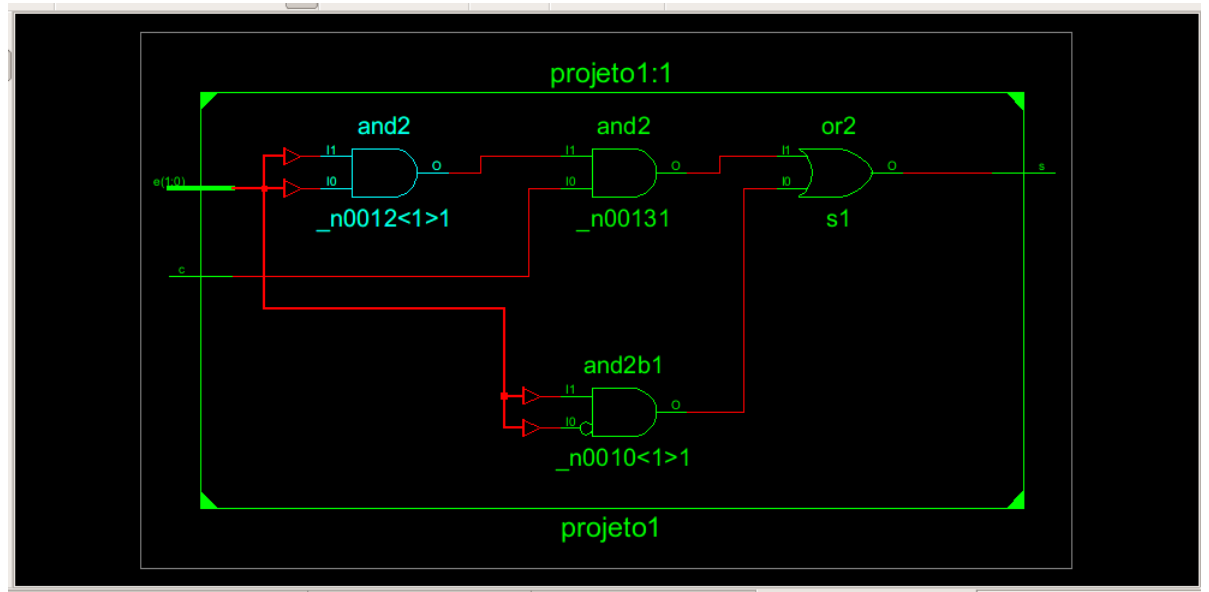 projeto1:1
and2
and2
or2
I1
O
I1
O
I1
O
s
e(1:0)
I0
I0
I0
_n0012<1>1
_n00131
s1
c
and2b1
I1
O
I0
_n0010<1>1
projeto1